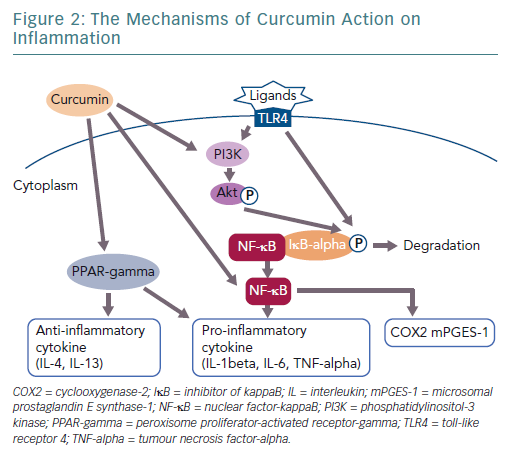 Figure 2: The Mechanisms of Curcumin Action on
Inflammation
Curcumin
Ligands
TLR4
PI3K
Cytoplasm
Akt
P
NF-κB
IκB-alpha
P
Degradation
PPAR-gamma
NF-κB
Anti-inflammatory
cytokine
(IL-4, IL-13)
Pro-inflammatory
cytokine
(IL-1beta, IL-6, TNF-alpha)
COX2 mPGES-1
COX2 = cyclooxygenase-2; IκB = inhibitor of kappaB; IL = interleukin; mPGES-1 = microsomal
prostaglandin E synthase-1; NF-κB = nuclear factor-kappaB; PI3K = phosphatidylinositol-3
kinase; PPAR-gamma = peroxisome proliferator-activated receptor-gamma; TLR4 = toll-like
receptor 4; TNF-alpha = tumour necrosis factor-alpha.